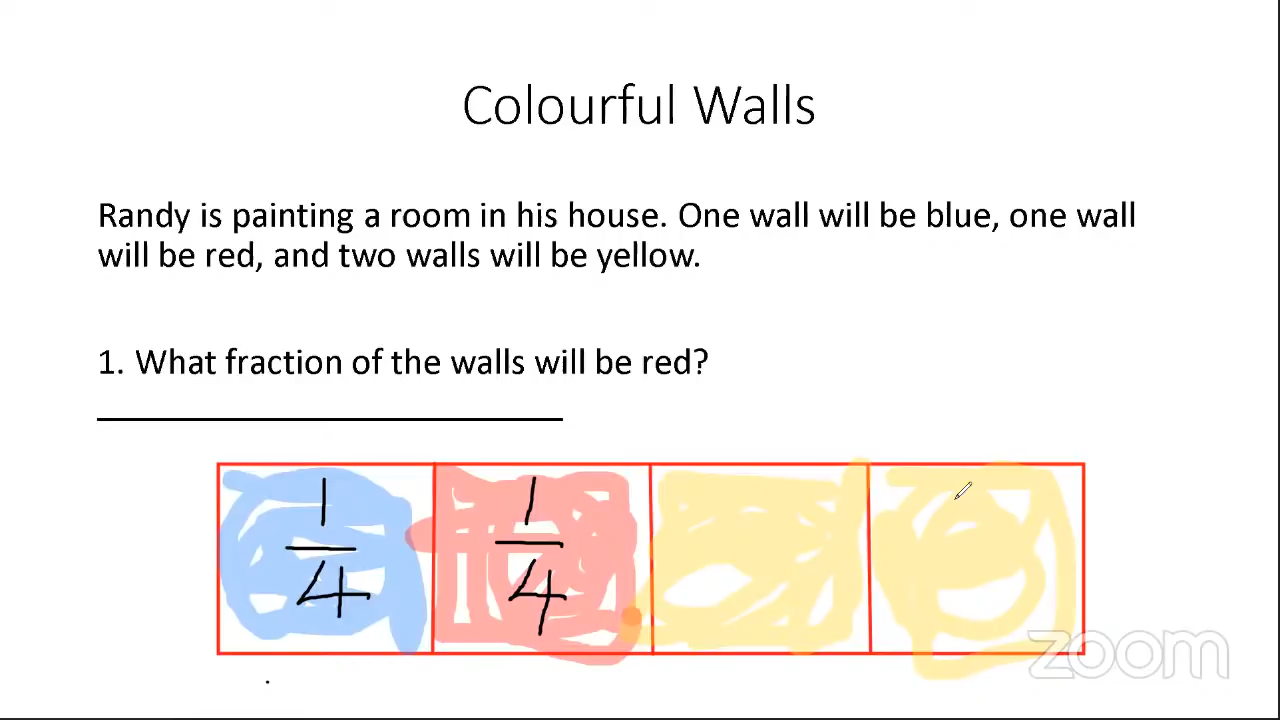 Colourful Walls
Randy is painting a room in his house. One wall will be blue, one wall
will be red, and two walls will be yellow.
1. What fraction of the walls will be red?
1/4 1/4
zoom